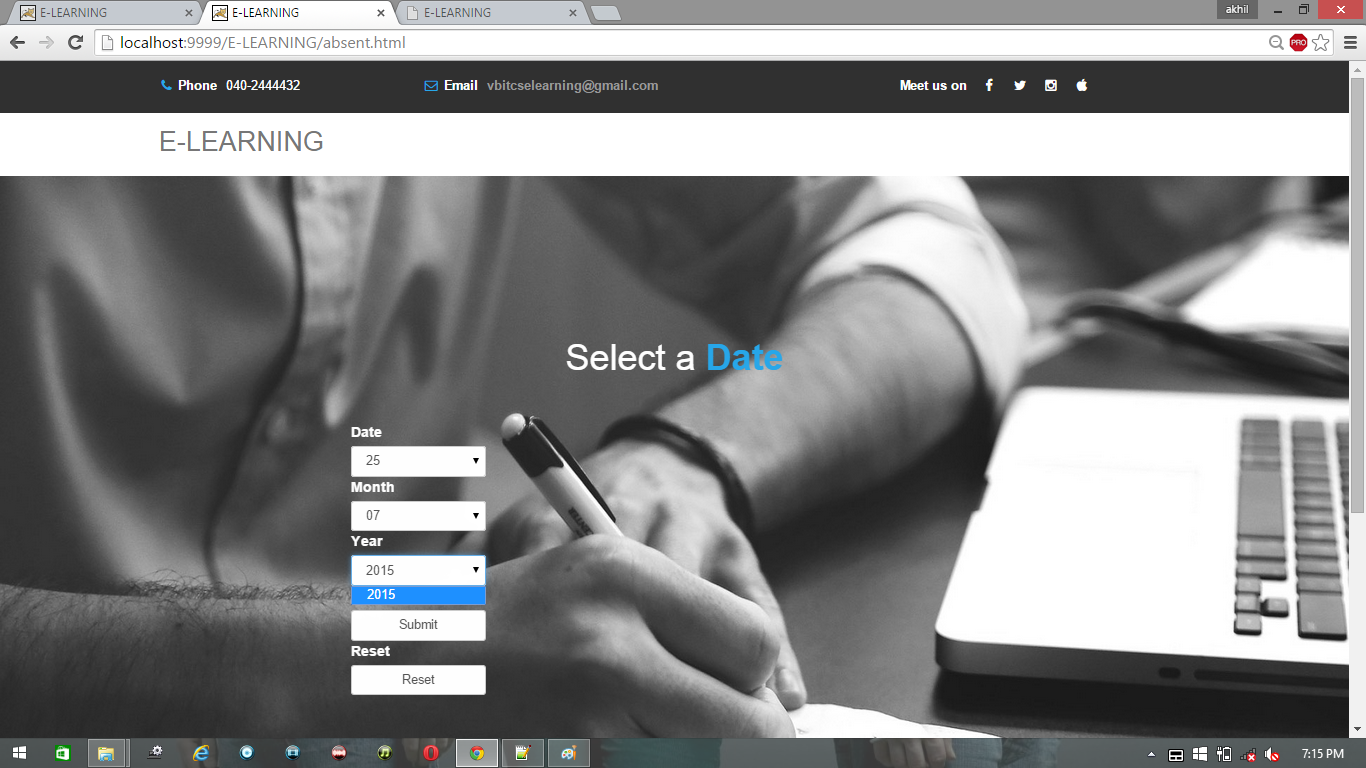 E-LEARNING
E-LEARNING
E-LEARNING
akhil
localhost:9999/E-LEARNING/absent.html
PRO
Phone 040-2444432
Email vbitcselearning@gmail.com
Meet us on
E-LEARNING
Select a Date
Date
25
Month
07
Year
2015
2015
Submit
Reset
Reset
7:15 PM